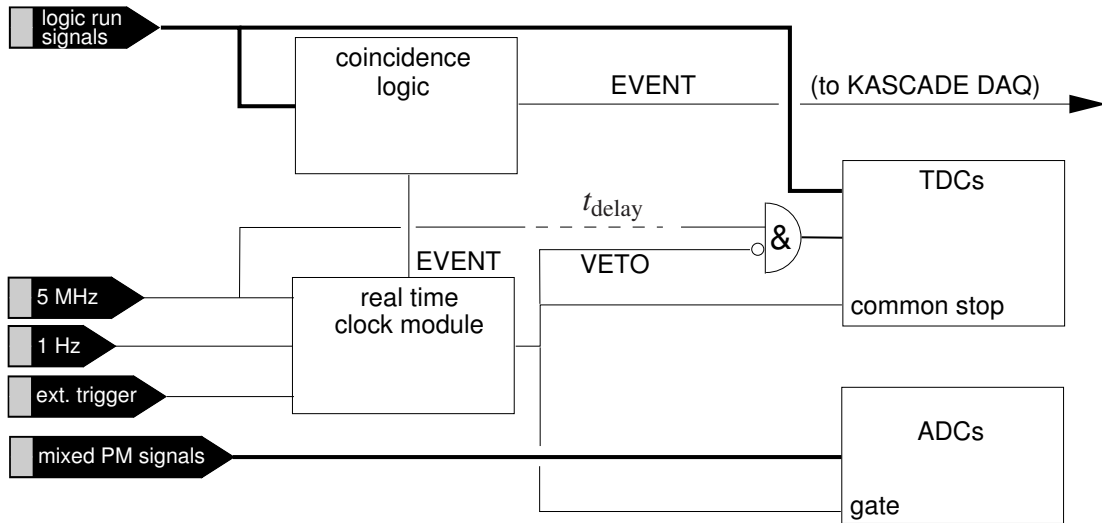 logic run
signals
coincidence
logic
EVENT
(to KASCADE DAQ)
TDCs
t_delay
&
EVENT
VETO
5 MHz
real time
clock module
common stop
1 Hz
ext. trigger
ADCs
mixed PM signals
gate